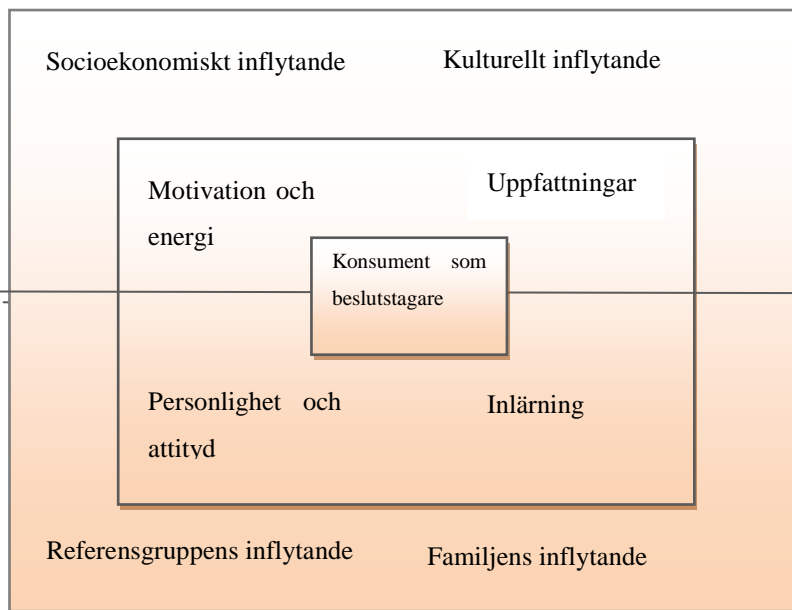 Socioekonomiskt inflytande
Kulturellt inflytande
Motivation och
energi
Uppfattningar
Konsument som
beslutstagare
Personlighet och
attityd
Inlärning
Referensgruppens inflytande
Familjens inflytande